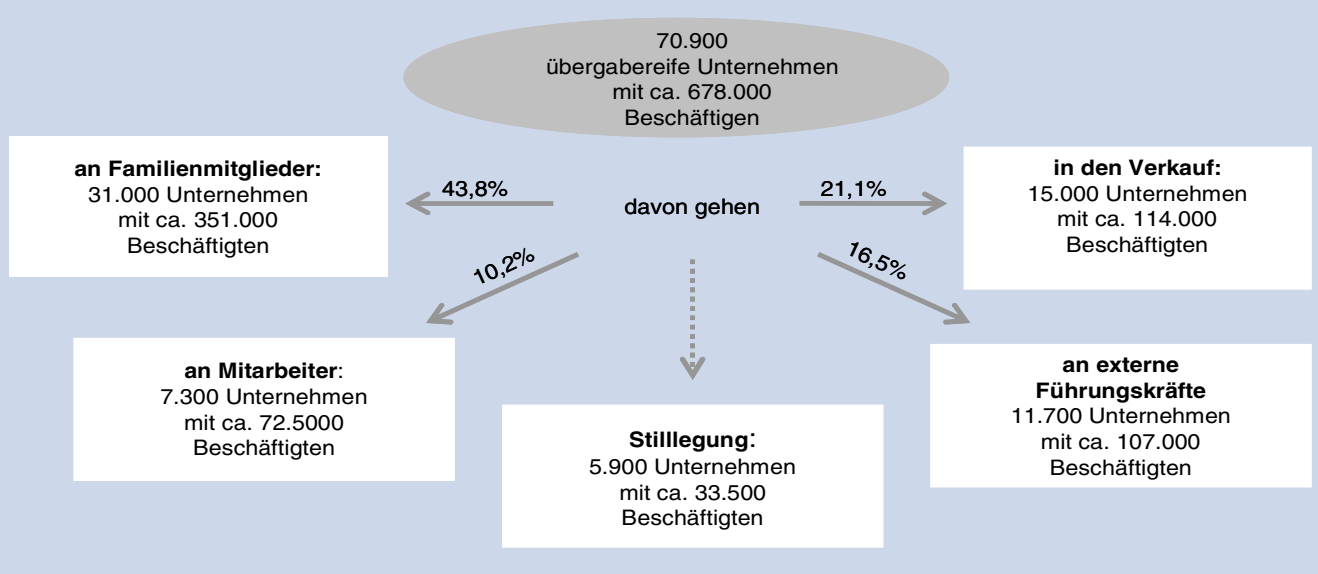 70.900
übergabereife Unternehmen
mit ca. 678.000
Beschäftigen
an Familienmitglieder:
31.000 Unternehmen
mit ca. 351.000
Beschäftigten
43,8%
davon gehen
21,1%
in den Verkauf:
15.000 Unternehmen
mit ca. 114.000
Beschäftigten
10,2%
16,5%
an Mitarbeiter:
7.300 Unternehmen
mit ca. 72.5000
Beschäftigten
Stilllegung:
5.900 Unternehmen
mit ca. 33.500
Beschäftigten
an externe
Führungskräfte
11.700 Unternehmen
mit ca. 107.000
Beschäftigten